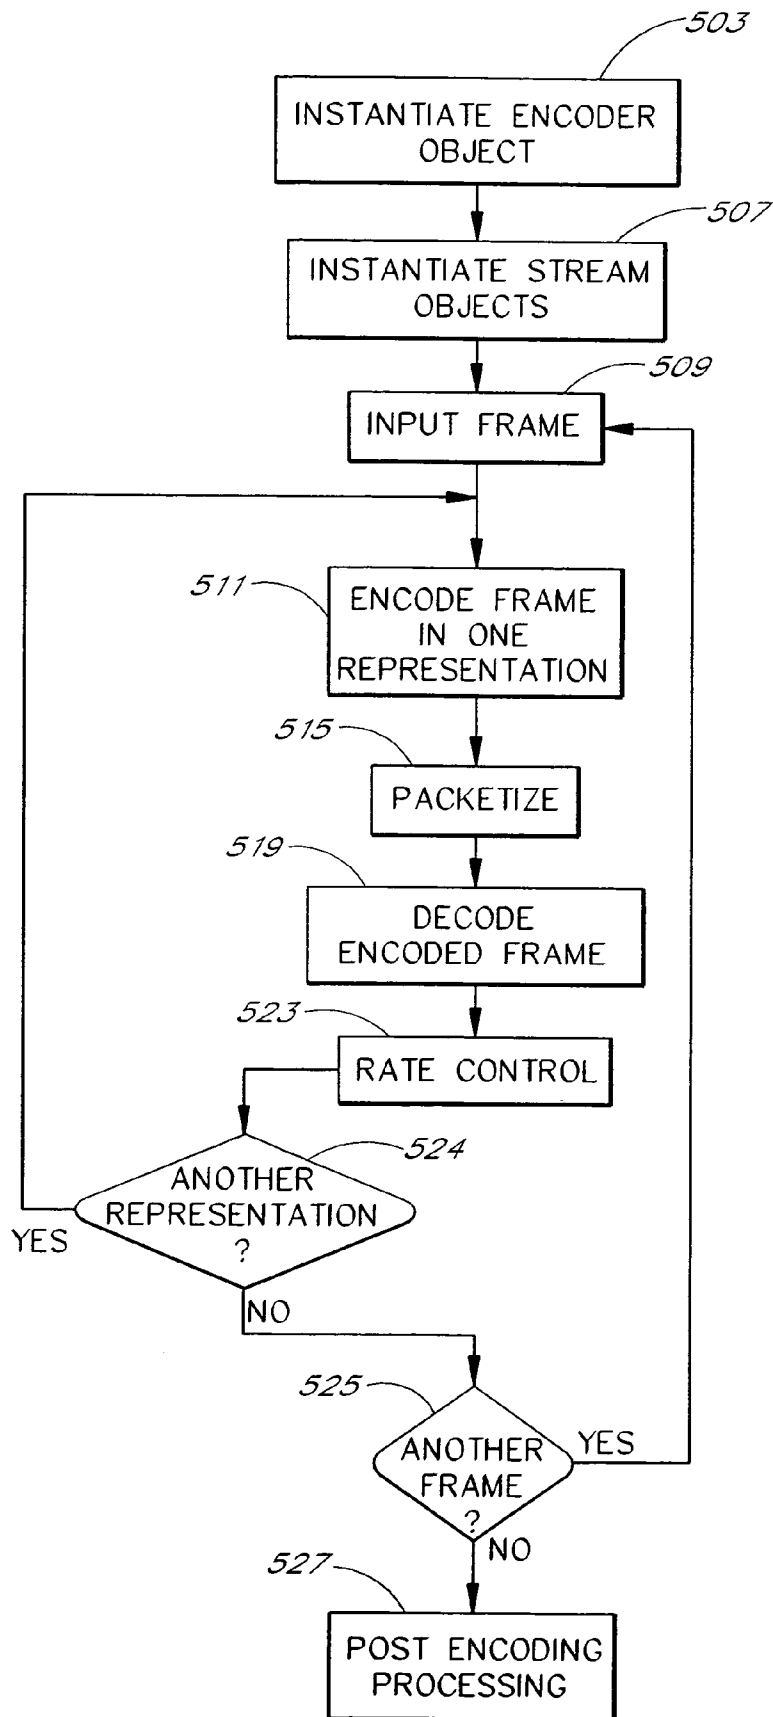 503
INSTANTIATE ENCODER
OBJECT
507
INSTANTIATE STREAM
OBJECTS
509
INPUT FRAME
511
ENCODE FRAME
IN ONE
REPRESENTATION
515
PACKETIZE
519
DECODE
ENCODED FRAME
523
RATE CONTROL
524
ANOTHER
REPRESENTATION
?
YES
NO
525
ANOTHER
FRAME
?
YES
NO
527
POST ENCODING
PROCESSING